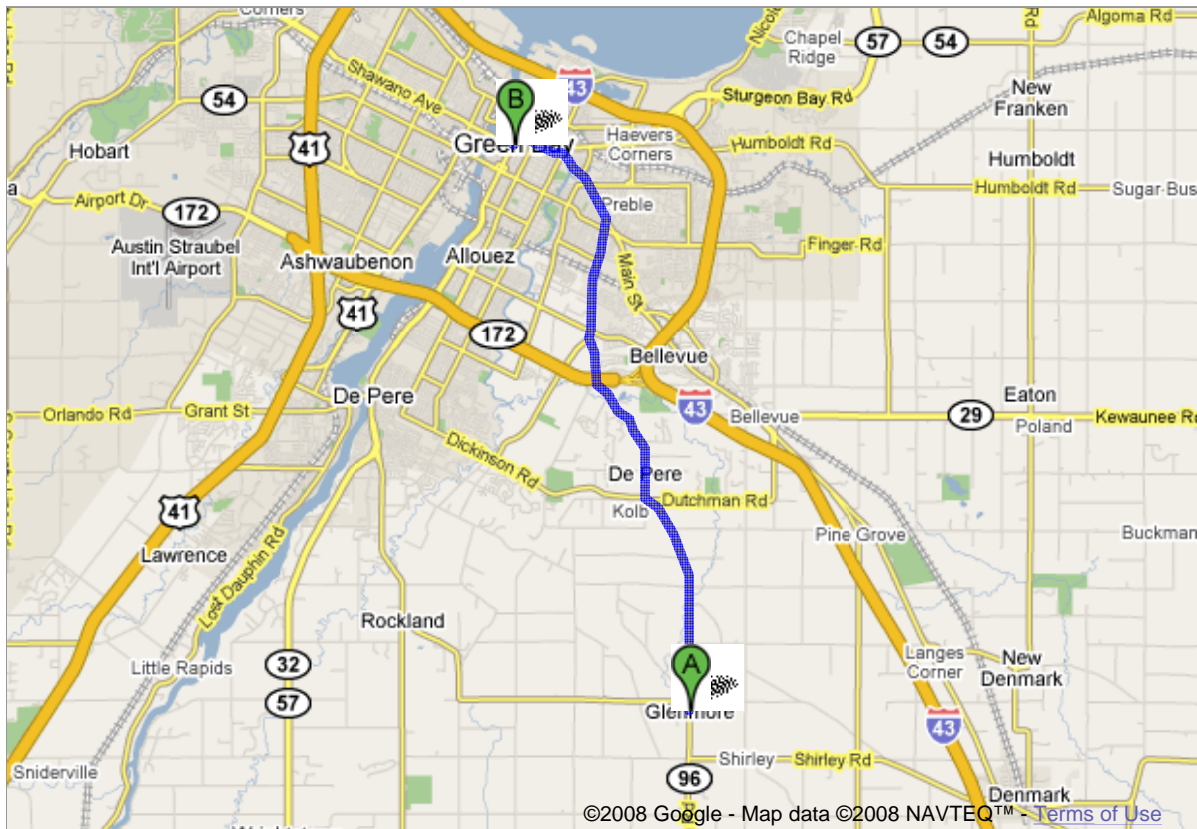 Corners
Nicole
Algoma Rd
Chapel
Ridge
57
54
Rd
Shawano Ave
43
Sturgeon Bay Rd
New
Franken
54
B
Hobart
41
Green Bay
Haevers
Corners
Humboldt Rd
Humboldt
a
Airport Dr
172
Preble
Humboldt Rd
Sugar-Bus
Austin Straubel
Int'l Airport
Ashwaubenon
Allouez
Main St
Finger Rd
41
172
Bellevue
De Pere
43
Eaton
Orlando Rd
Grant St
Bellevue
29
Kewaunee Rd
Poland
Dickinson Rd
De Pere
Dutchman Rd
Kolb
41
Lost Dauphin Rd
Pine Grove
Buckman
Lawrence
Rockland
Little Rapids
32
57
A
Glenmore
Langes
Corner
New
Denmark
43
Sniderville
Shirley
Shirley Rd
96
Denmark
©2008 Google - Map data ©2008 NAVTEQ™ - Terms of Use